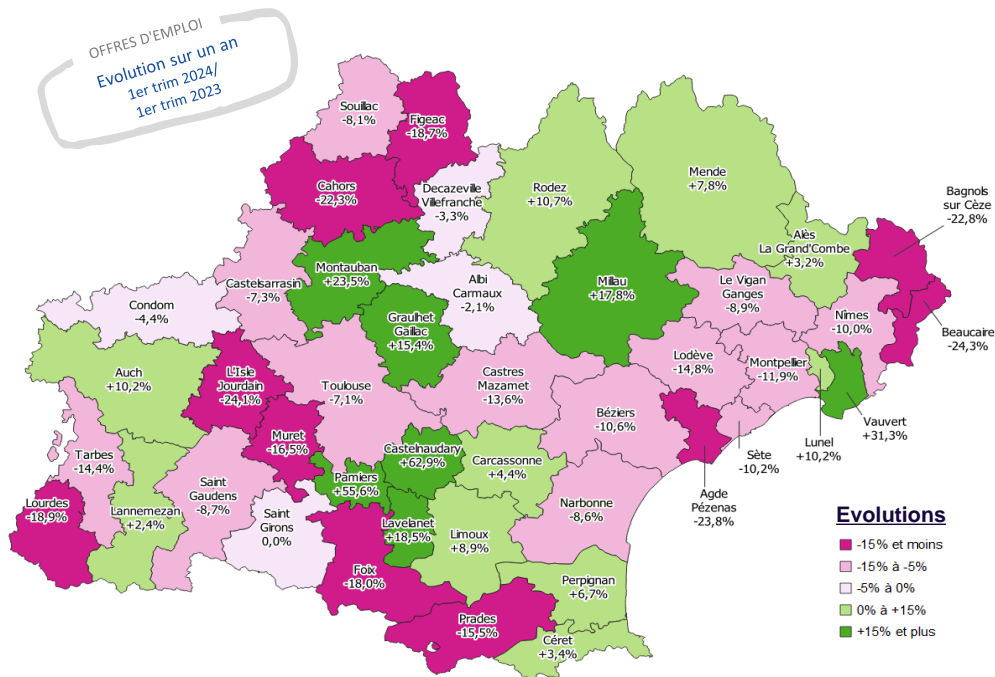 OFFRES D'EMPLOI
Evolution sur un an
1er trim 2024/
1er trim 2023
Souillac
-8,1%
Figeac
-18,7%
Cahors
-22,3%
Decazeville
Villefranche
-3,3%
Rodez
+10,7%
Mende
+7,8%
Bagnols
sur Cèze
-22,8%
Alès
La Grand'Combe
+3,2%
Montauban
+23,5%
Castelsarrasin
-7,3%
Albi
Carmaux
-2,1%
Millau
+17,8%
Le Vigan
Ganges
-8,9%
Condom
-4,4%
Graulhet
Gaillac
+15,4%
Nîmes
-10,0%
Beaucaire
-24,3%
Auch
+10,2%
L'Isle
Jourdain
-24,1%
Toulouse
-7,1%
Castres
Mazamet
-13,6%
Lodève
-14,8%
Montpellier
-11,9%
Béziers
-10,6%
Vauvert
+31,3%
Lunel
+10,2%
Muret
-16,5%
Castelnaudary
+62,9%
Carcassonne
+4,4%
Sète
-10,2%
Tarbes
-14,4%
Saint
Gaudens
-8,7%
Pamiers
+55,6%
Agde
Pézenas
-23,8%
Lourdes
-18,9%
Lannemezan
+2,4%
Saint
Girons
0,0%
Lavelanet
+18,5%
Limoux
+8,9%
Narbonne
-8,6%
Foix
-18,0%
Perpignan
+6,7%
Prades
-15,5%
Céret
+3,4%
Evolutions
-15% et moins
-15% à -5%
-5% à 0%
0% à +15%
+15% et plus